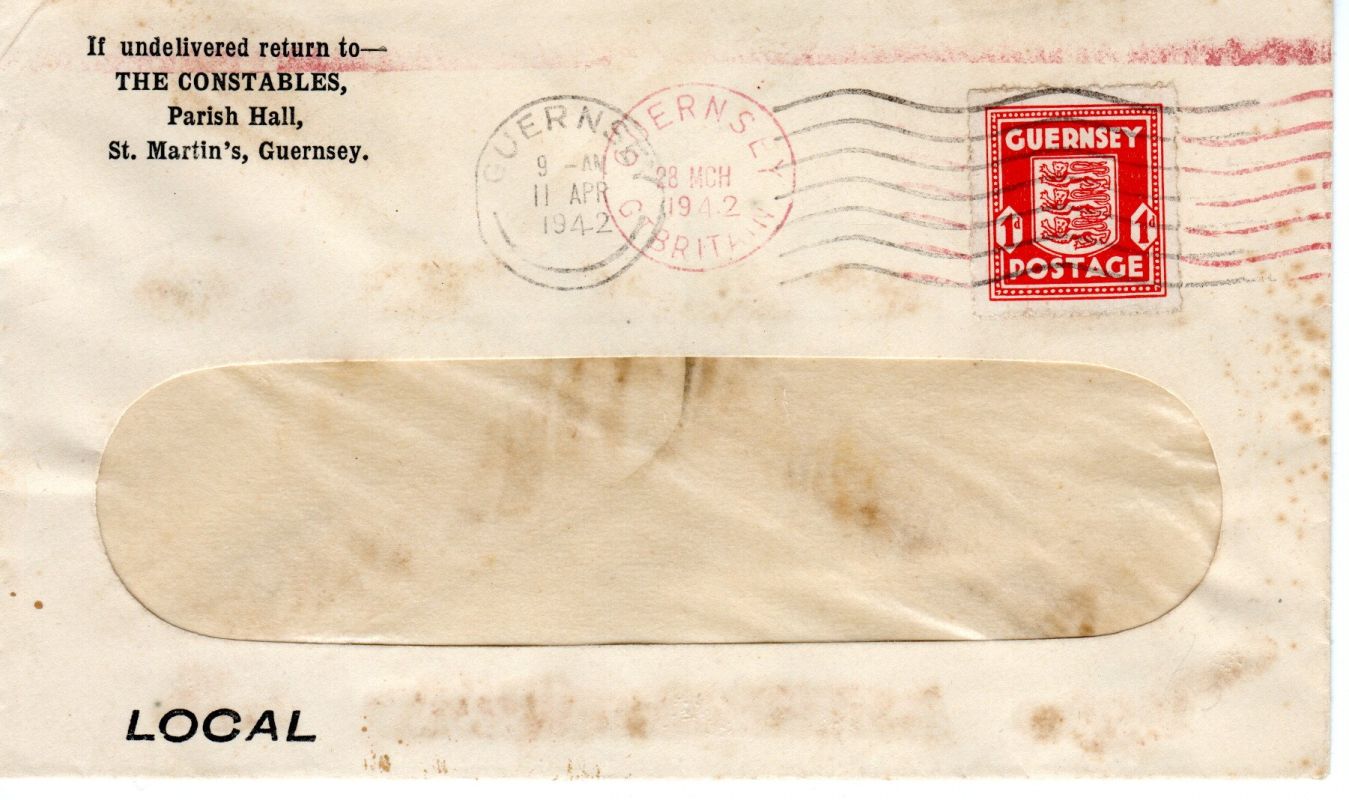 If undelivered return to—
THE CONSTABLES,
Parish Hall,
St. Martin's, Guernsey.
GUERNSEY
9 - AM
11 APR
1942
GUERNSEY
28 MCH
1942
GT BRITAIN
GUERNSEY
1d 1d
POSTAGE
LOCAL